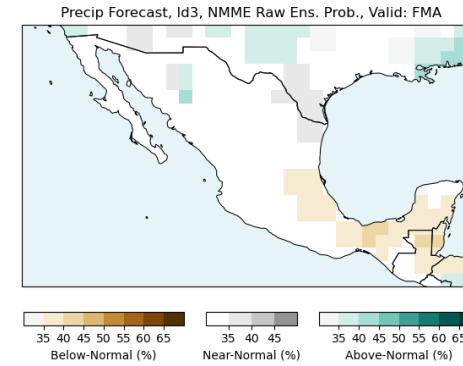 Precip Forecast, ld3, NMME Raw Ens. Prob., Valid: FMA
35 40 45 50 55 60 65
35 40 45
35 40 45 50 55 60 65
Below-Normal (%)
Near-Normal (%)
Above-Normal (%)